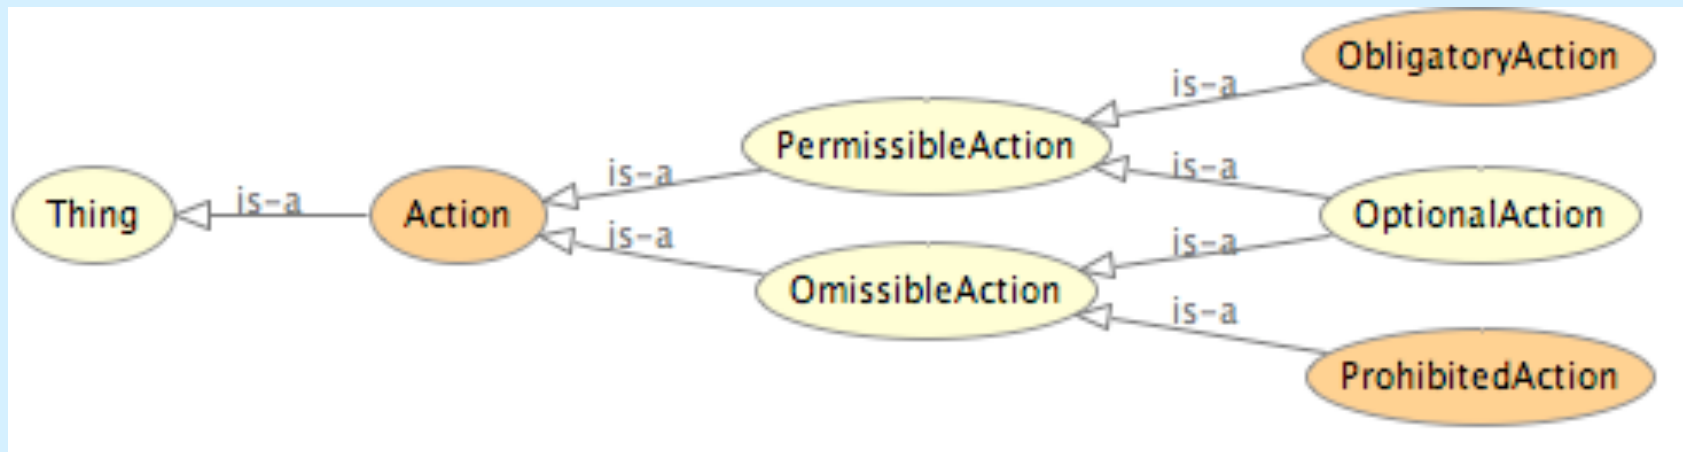 ObligatoryAction
is-a
PermissibleAction
is-a
is-a
Thing
is-a
Action
OptionalAction
is-a
is-a
OmissibleAction
is-a
ProhibitedAction